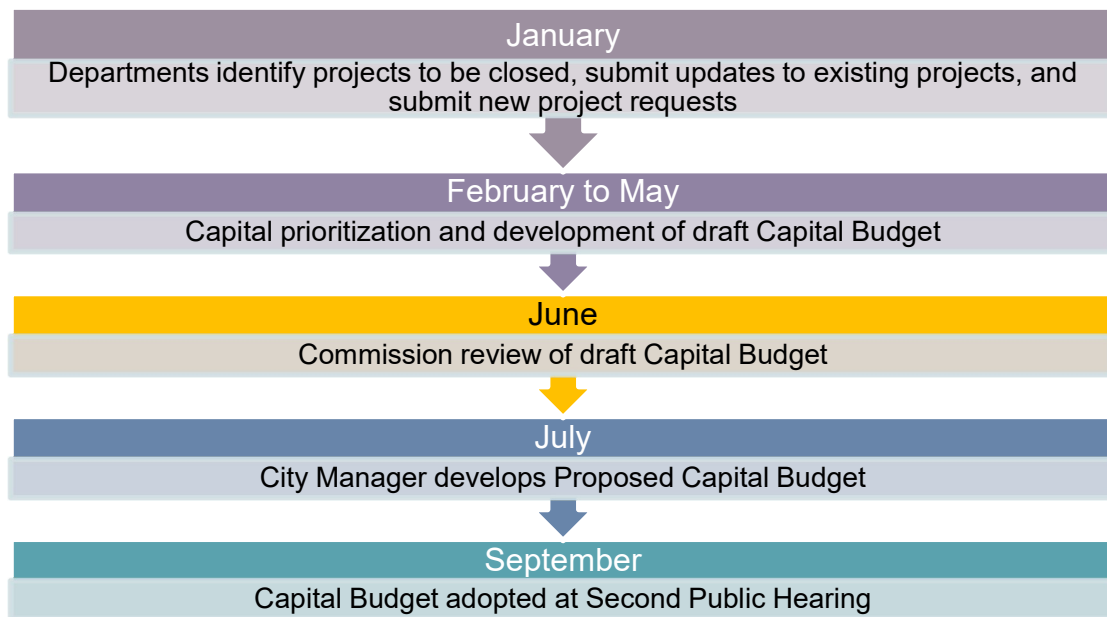 January
Departments identify projects to be closed, submit updates to existing projects, and
submit new project requests
February to May
Capital prioritization and development of draft Capital Budget
June
Commission review of draft Capital Budget
July
City Manager develops Proposed Capital Budget
September
Capital Budget adopted at Second Public Hearing